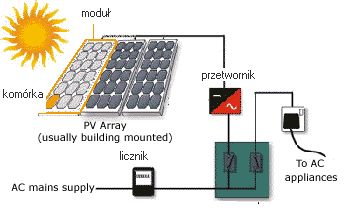 moduł
komórka
przetwornik
PV Array
(usually building mounted)
licznik
To AC
appliances
AC mains supply